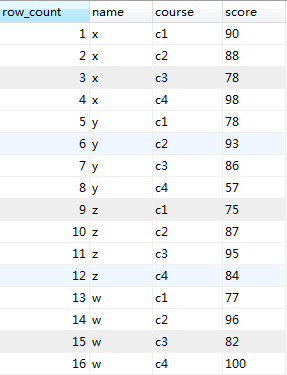 row_count name course score
1 x c1 90
2 x c2 88
3 x c3 78
4 x c4 98
5 y c1 78
6 y c2 93
7 y c3 86
8 y c4 57
9 z c1 75
10 z c2 87
11 z c3 95
12 z c4 84
13 w c1 77
14 w c2 96
15 w c3 82
16 w c4 100